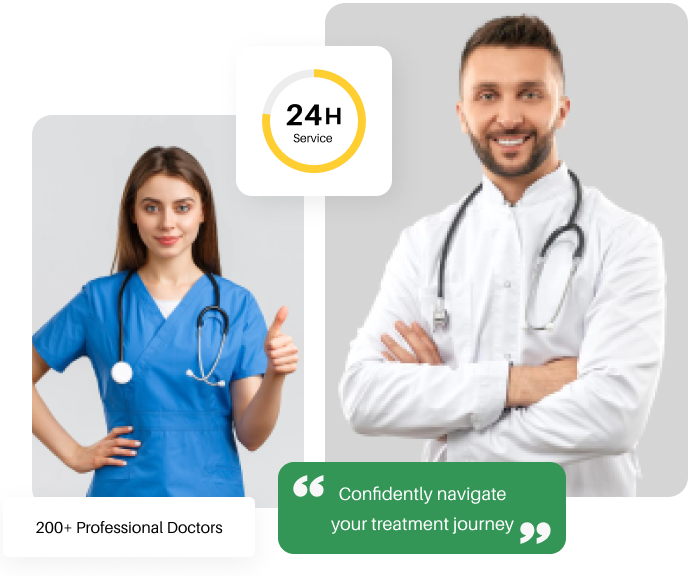 24H
Service
“ Confidently navigate
your treatment journey ”
200+ Professional Doctors